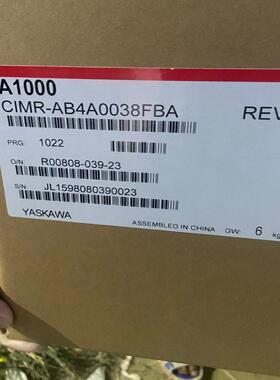 A1000
CIMR-AB4A0038FBA
REV
PRG: 1022
O/N: R00808-039-23
S/N: JL1598080390023
YASKAWA
ASSEMBLED IN CHINA GW: 6 kg